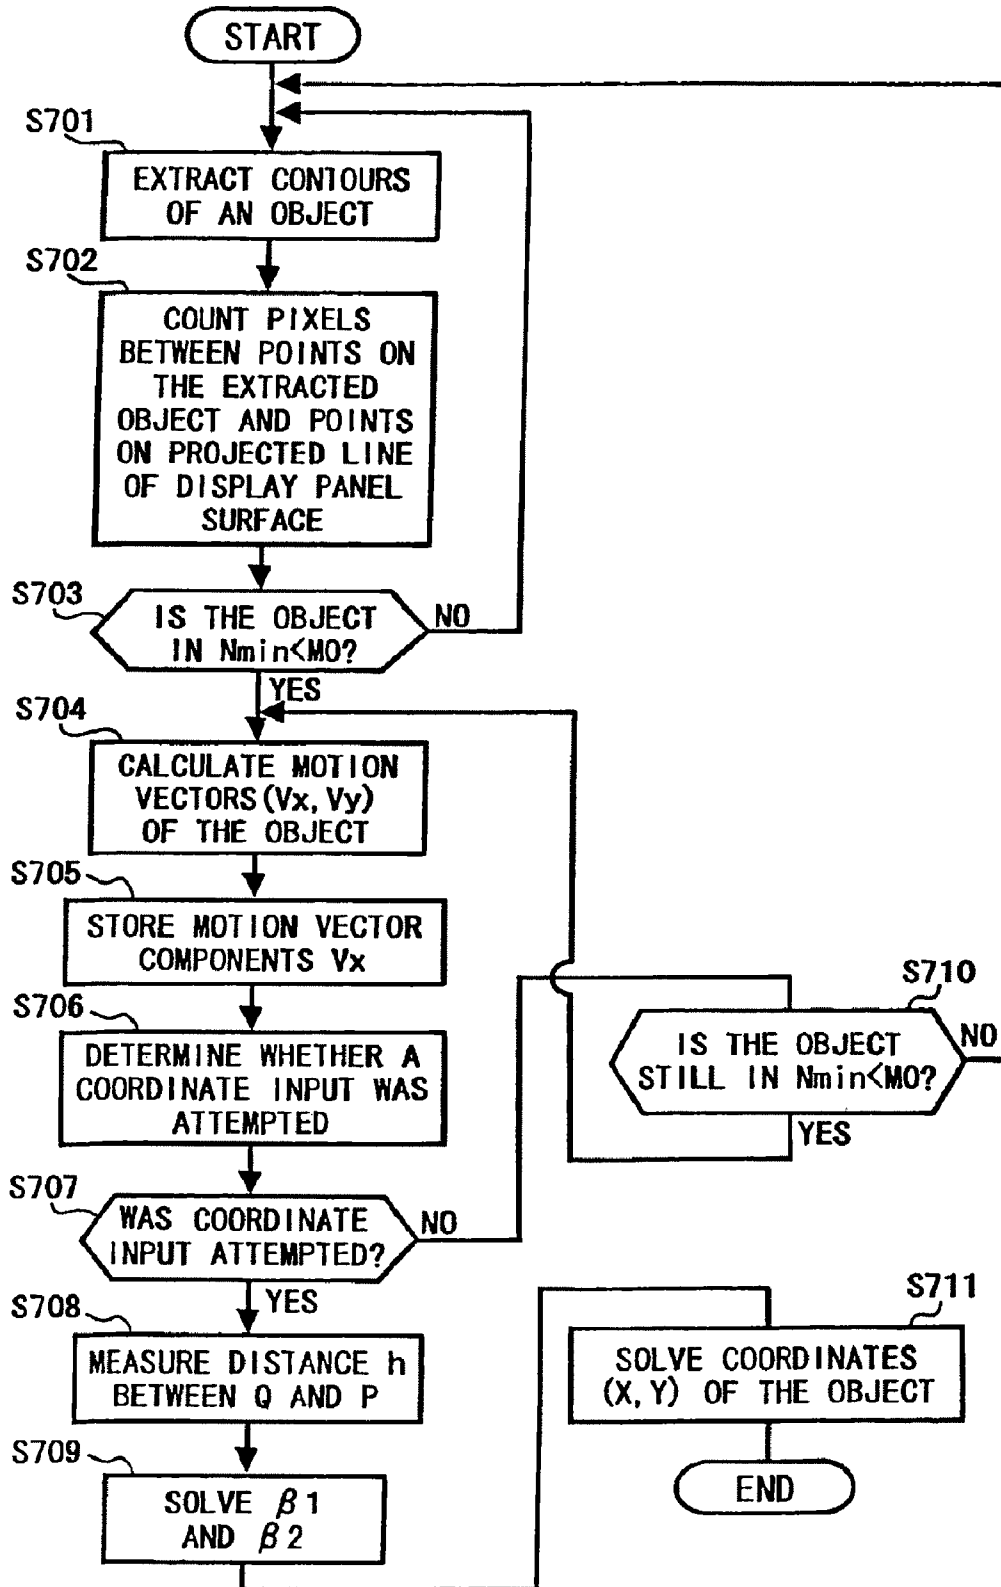 START
S701
EXTRACT CONTOURS
OF AN OBJECT
S702
COUNT PIXELS
BETWEEN POINTS ON
THE EXTRACTED
OBJECT AND POINTS
ON PROJECTED LINE
OF DISPLAY PANEL
SURFACE
S703
IS THE OBJECT
IN Nmin<M0?
NO
YES
S704
CALCULATE MOTION
VECTORS(Vx, Vy)
OF THE OBJECT
S705
STORE MOTION VECTOR
COMPONENTS Vx
S706
DETERMINE WHETHER A
COORDINATE INPUT WAS
ATTEMPTED
S707
WAS COORDINATE
INPUT ATTEMPTED?
NO
YES
S708
MEASURE DISTANCE h
BETWEEN Q AND P
S709
SOLVE β1
AND β2
S710
IS THE OBJECT
STILL IN Nmin<M0?
NO
YES
S711
SOLVE COORDINATES
(X, Y) OF THE OBJECT
END